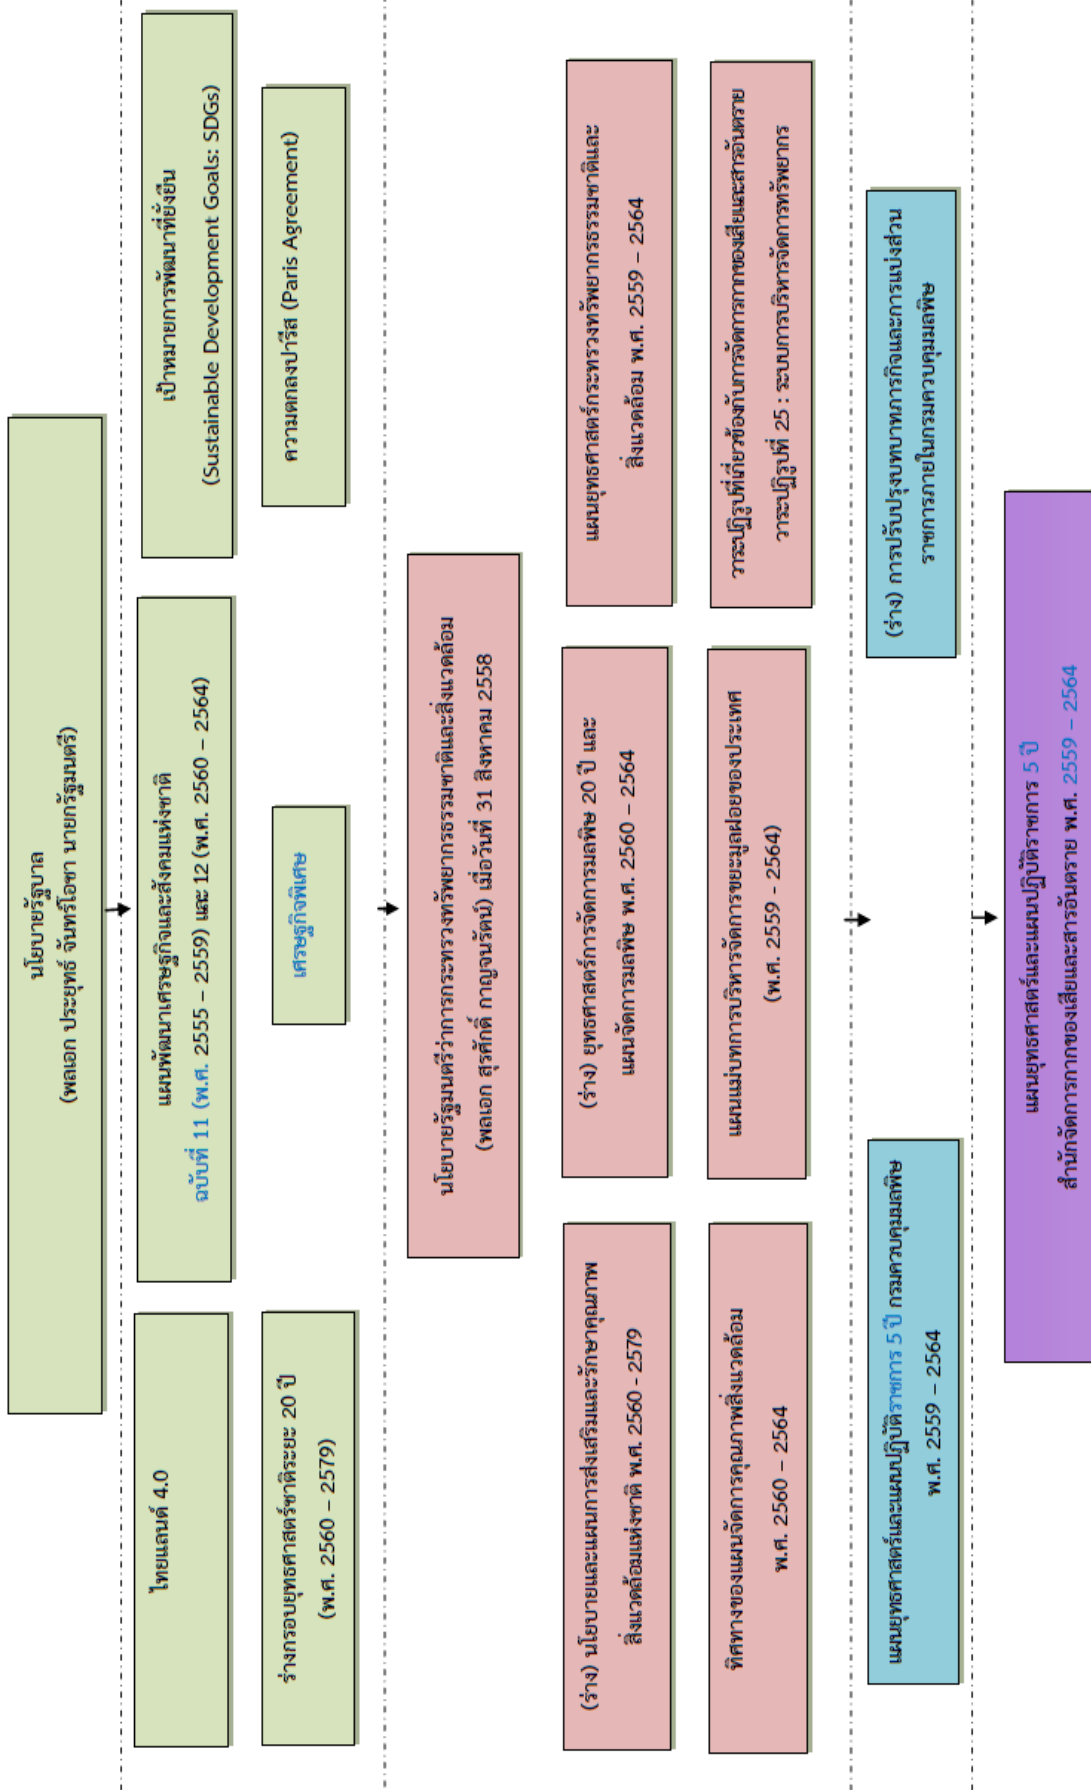 นโยบายรัฐบาล
(พลเอก ประยุทธ์ จันทร์โอชา นายกรัฐมนตรี)
ไทยแลนด์ 4.0
แผนพัฒนาเศรษฐกิจและสังคมแห่งชาติ
ฉบับที่ 11 (พ.ศ. 2555 – 2559) และ 12 (พ.ศ. 2560 – 2564)
เป้าหมายการพัฒนาที่ยั่งยืน
(Sustainable Development Goals: SDGs)
ร่างกรอบยุทธศาสตร์ชาติระยะ 20 ปี
(พ.ศ. 2560 – 2579)
เศรษฐกิจพิเศษ
ความตกลงปารีส (Paris Agreement)
นโยบายรัฐมนตรีว่าการกระทรวงทรัพยากรธรรมชาติและสิ่งแวดล้อม
(พลเอก สุรศักดิ์ กาญจนรัตน์) เมื่อวันที่ 31 สิงหาคม 2558
(ร่าง) นโยบายและแผนการส่งเสริมและรักษาคุณภาพ
สิ่งแวดล้อมแห่งชาติ พ.ศ. 2560 - 2579
(ร่าง) ยุทธศาสตร์การจัดการมลพิษ 20 ปี และ
แผนจัดการมลพิษ พ.ศ. 2560 – 2564
แผนยุทธศาสตร์กระทรวงทรัพยากรธรรมชาติและ
สิ่งแวดล้อม พ.ศ. 2559 – 2564
ทิศทางของแผนจัดการคุณภาพสิ่งแวดล้อม
พ.ศ. 2560 – 2564
แผนแม่บทการบริหารจัดการขยะมูลฝอยของประเทศ
(พ.ศ. 2559 - 2564)
วาระปฏิรูปที่เกี่ยวข้องกับการจัดการกากของเสียและสารอันตราย
วาระปฏิรูปที่ 25 : ระบบการบริหารจัดการทรัพยากร
แผนยุทธศาสตร์และแผนปฏิบัติราชการ 5 ปี กรมควบคุมมลพิษ
พ.ศ. 2559 – 2564
(ร่าง) การปรับปรุงบทบาทภารกิจและการแบ่งส่วน
ราชการภายในกรมควบคุมมลพิษ
แผนยุทธศาสตร์และแผนปฏิบัติราชการ 5 ปี
สำนักจัดการกากของเสียและสารอันตราย พ.ศ. 2559 – 2564